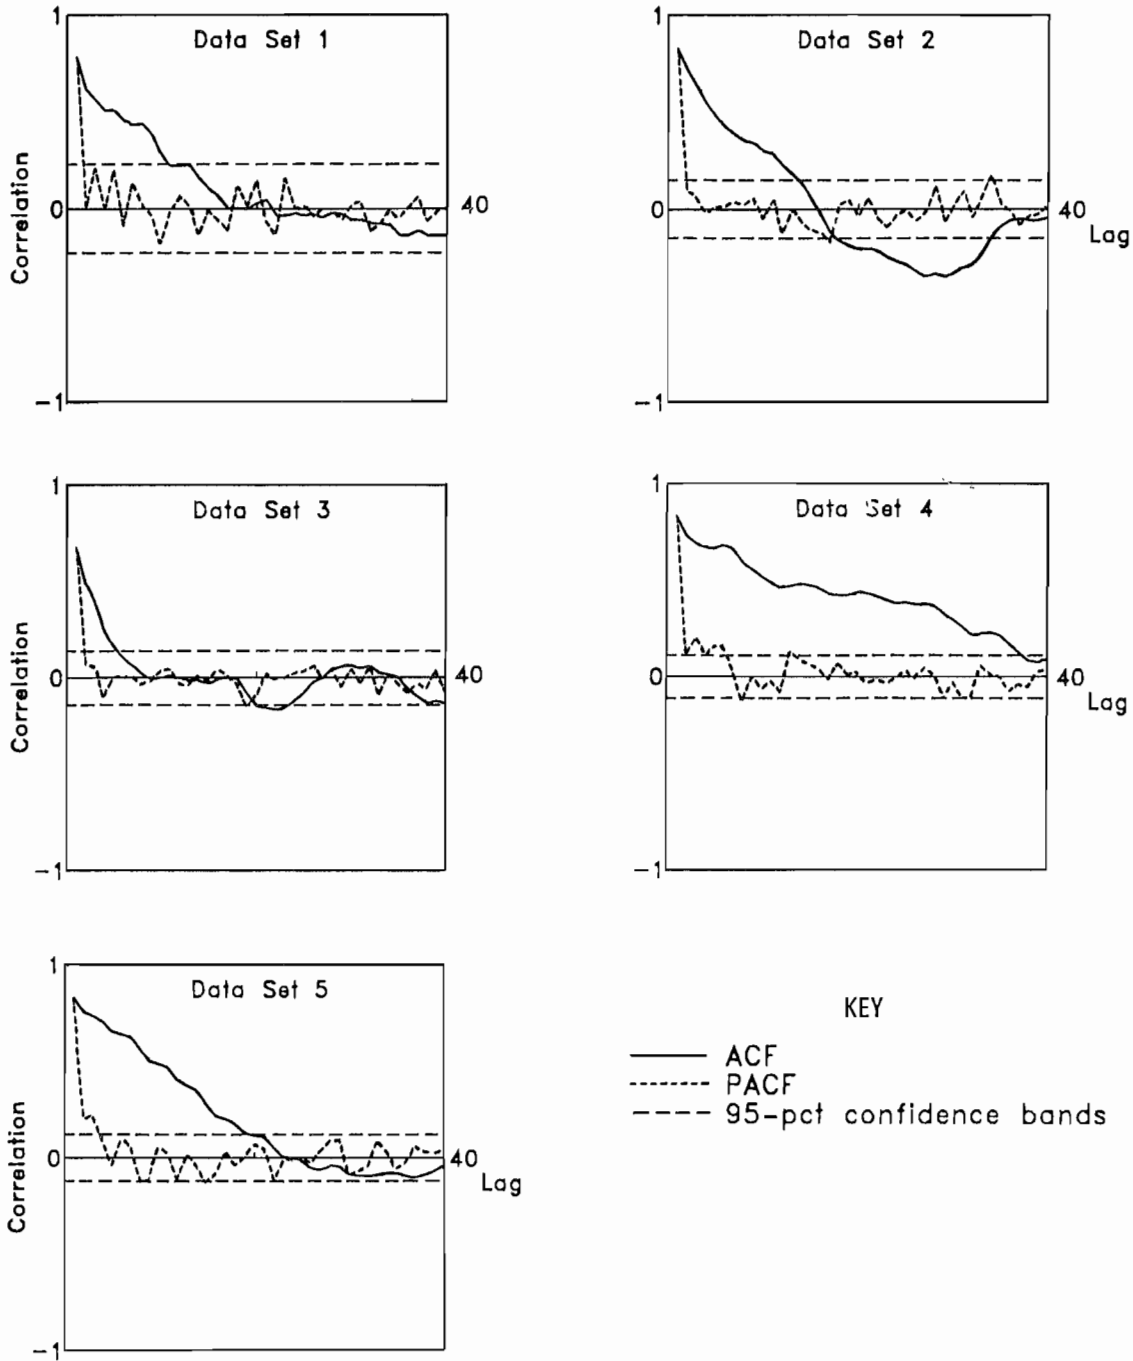 1
Data Set 1
Correlation
0
40
-1
1
Data Set 2
0
40
Lag
-1
1
Data Set 3
Correlation
0
40
-1
1
Data Set 4
0
40
Lag
-1
1
Data Set 5
Correlation
0
40
Lag
-1
KEY
ACF
PACF
95-pct confidence bands